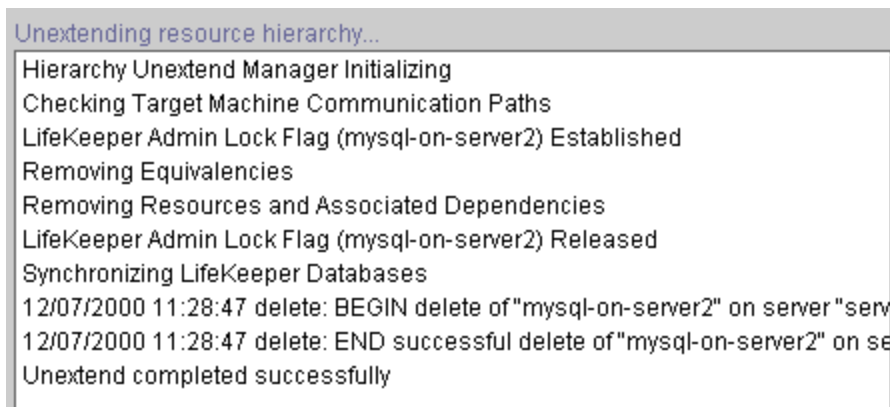 Unextending resource hierarchy...
Hierarchy Unextend Manager Initializing
Checking Target Machine Communication Paths
LifeKeeper Admin Lock Flag (mysql-on-server2) Established
Removing Equivalencies
Removing Resources and Associated Dependencies
LifeKeeper Admin Lock Flag (mysql-on-server2) Released
Synchronizing LifeKeeper Databases
12/07/2000 11:28:47 delete: BEGIN delete of "mysql-on-server2" on server "serv
12/07/2000 11:28:47 delete: END successful delete of "mysql-on-server2" on se
Unextend completed successfully